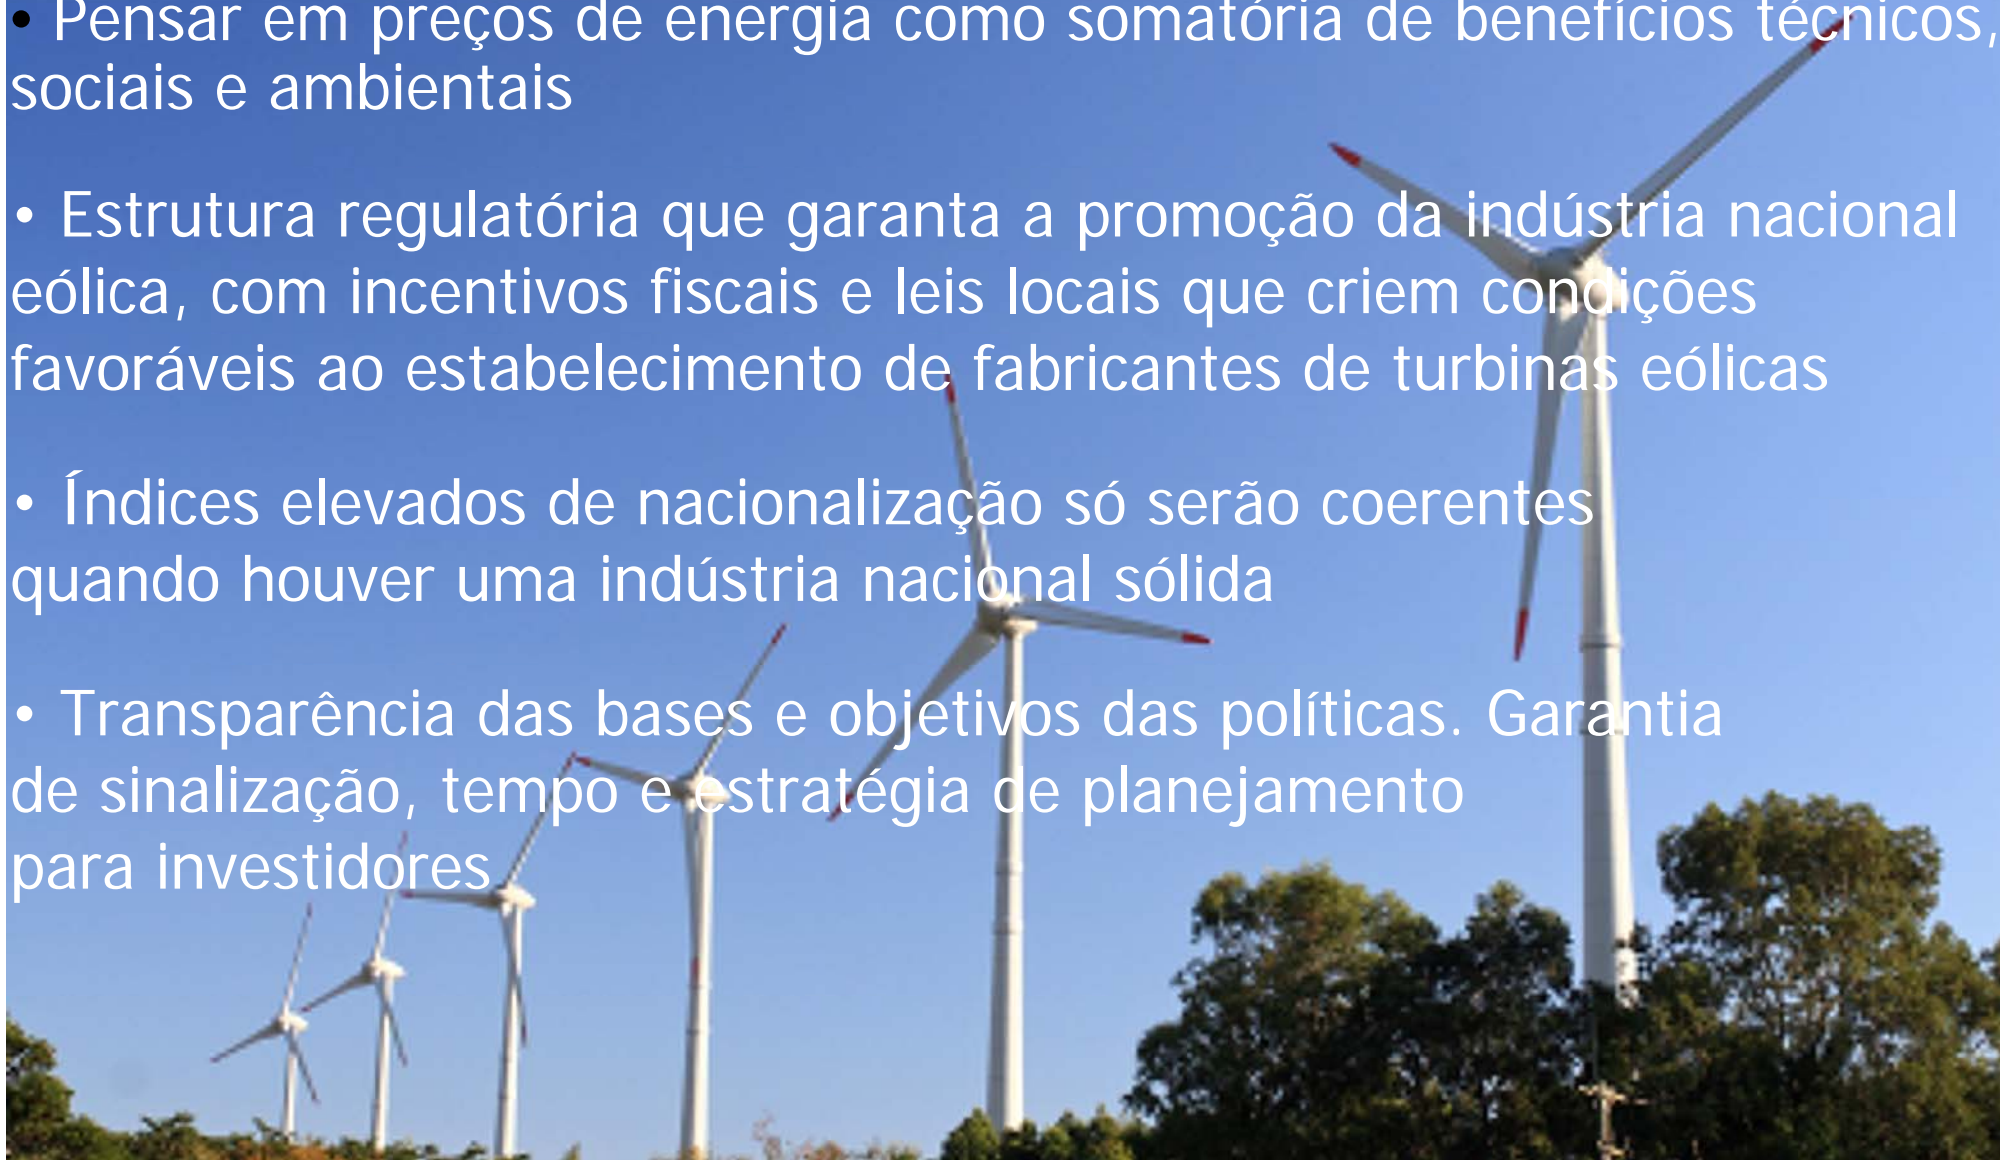 • Pensar em preços de energia como somatória de benefícios técnicos,
sociais e ambientais
• Estrutura regulatória que garanta a promoção da indústria nacional
eólica, com incentivos fiscais e leis locais que criem condições
favoráveis ao estabelecimento de fabricantes de turbinas eólicas
• Índices elevados de nacionalização só serão coerentes
quando houver uma indústria nacional sólida
• Transparência das bases e objetivos das políticas. Garantia
de sinalização, tempo e estratégia de planejamento
para investidores